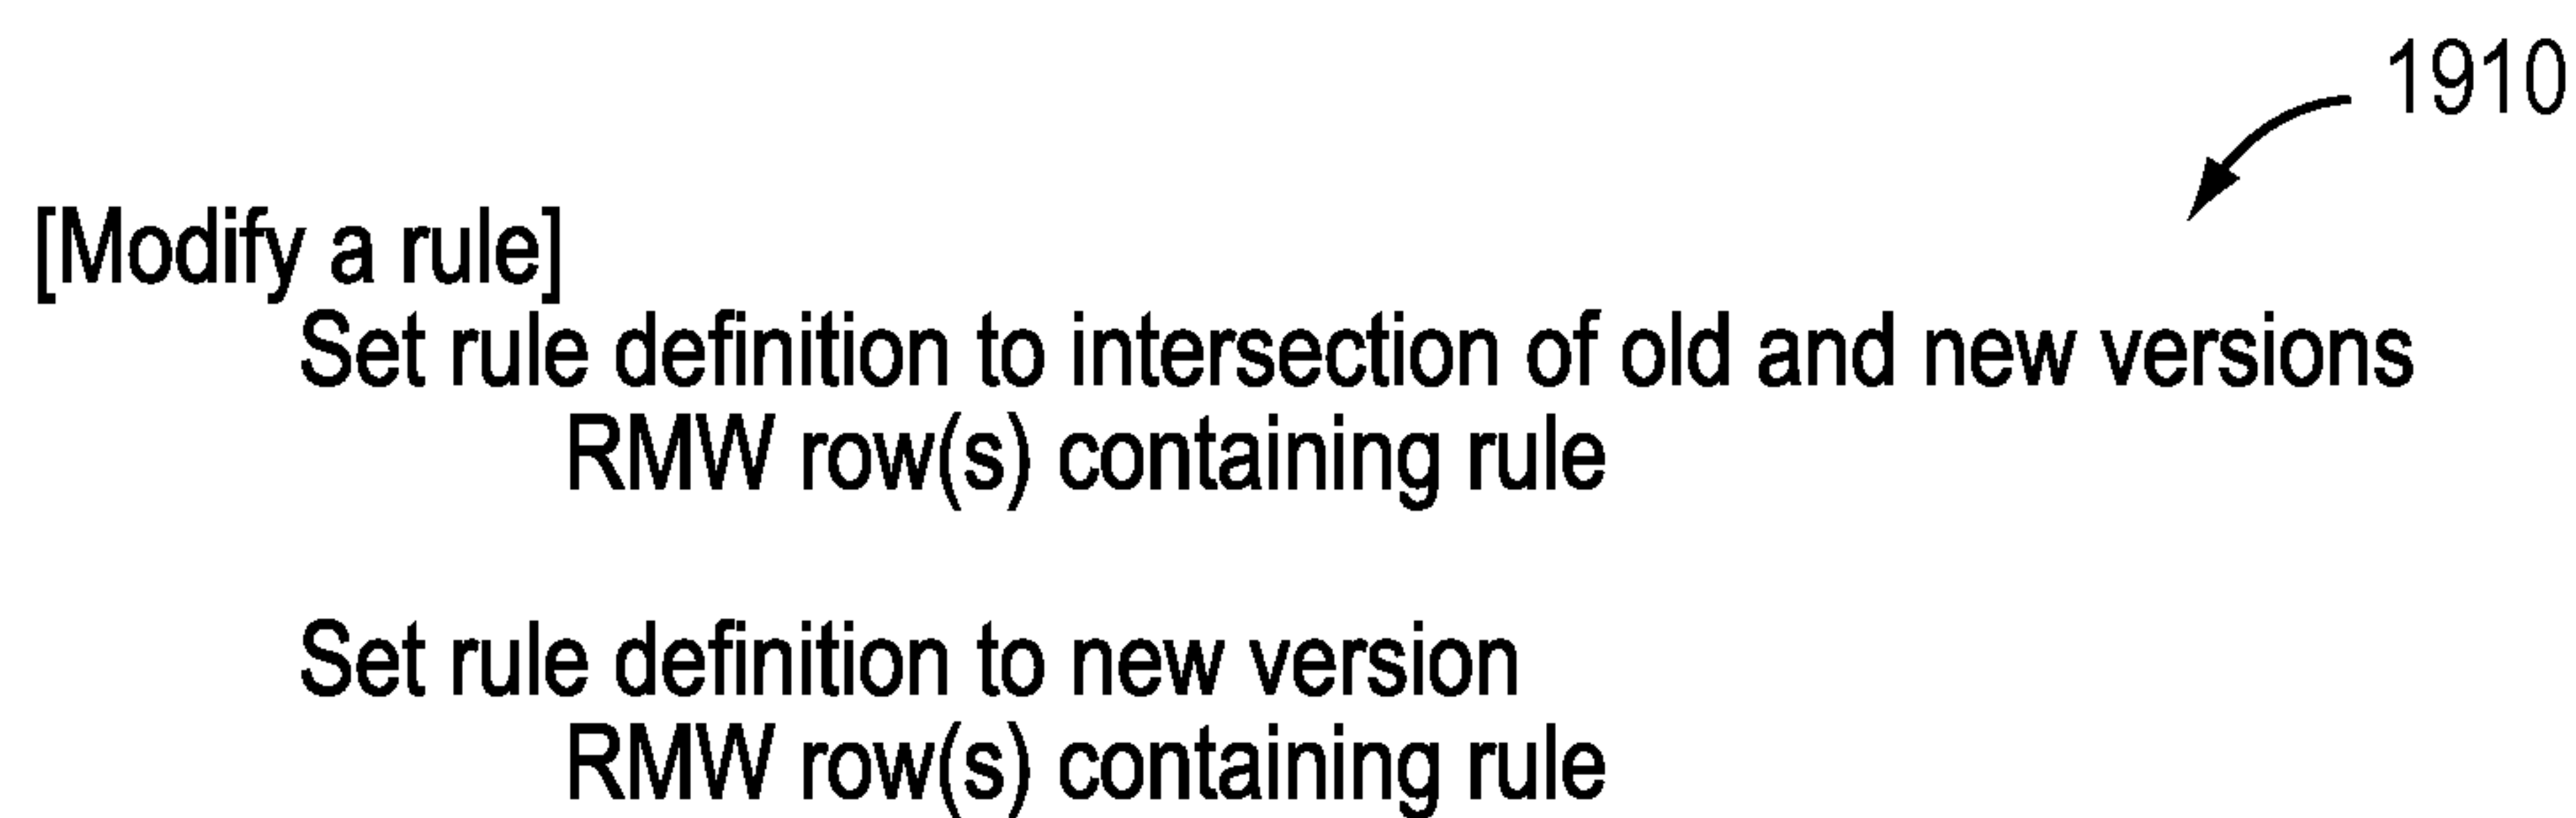 1910
[Modify a rule]
Set rule definition to intersection of old and new versions
RMW row(s) containing rule
Set rule definition to new version
RMW row(s) containing rule